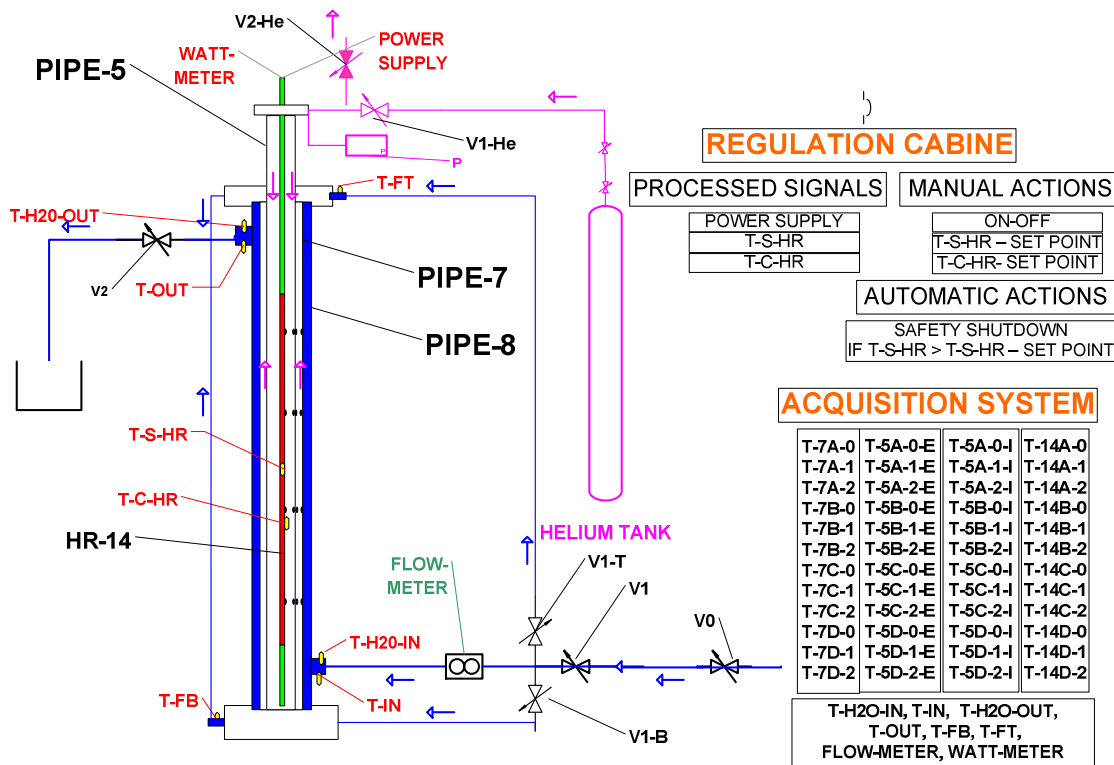 V2-He
WATT-
METER
POWER
SUPPLY
PIPE-5
V1-He
P
P
T-FT
T-H20-OUT
V2
T-OUT
PIPE-7
PIPE-8
T-S-HR
T-C-HR
HR-14
HELIUM TANK
FLOW-
METER
V1-T
V1
V0
T-H20-IN
T-IN
T-FB
V1-B
REGULATION CABINE
PROCESSED SIGNALS
POWER SUPPLY
T-S-HR
T-C-HR
MANUAL ACTIONS
ON-OFF
T-S-HR – SET POINT
T-C-HR- SET POINT
AUTOMATIC ACTIONS
SAFETY SHUTDOWN
IF T-S-HR > T-S-HR – SET POINT
ACQUISITION SYSTEM
T-7A-0 T-5A-0-E T-5A-0-I T-14A-0
T-7A-1 T-5A-1-E T-5A-1-I T-14A-1
T-7A-2 T-5A-2-E T-5A-2-I T-14A-2
T-7B-0 T-5B-0-E T-5B-0-I T-14B-0
T-7B-1 T-5B-1-E T-5B-1-I T-14B-1
T-7B-2 T-5B-2-E T-5B-2-I T-14B-2
T-7C-0 T-5C-0-E T-5C-0-I T-14C-0
T-7C-1 T-5C-1-E T-5C-1-I T-14C-1
T-7C-2 T-5C-2-E T-5C-2-I T-14C-2
T-7D-0 T-5D-0-E T-5D-0-I T-14D-0
T-7D-1 T-5D-1-E T-5D-1-I T-14D-1
T-7D-2 T-5D-2-E T-5D-2-I T-14D-2
T-H2O-IN, T-IN, T-H2O-OUT,
T-OUT, T-FB, T-FT,
FLOW-METER, WATT-METER